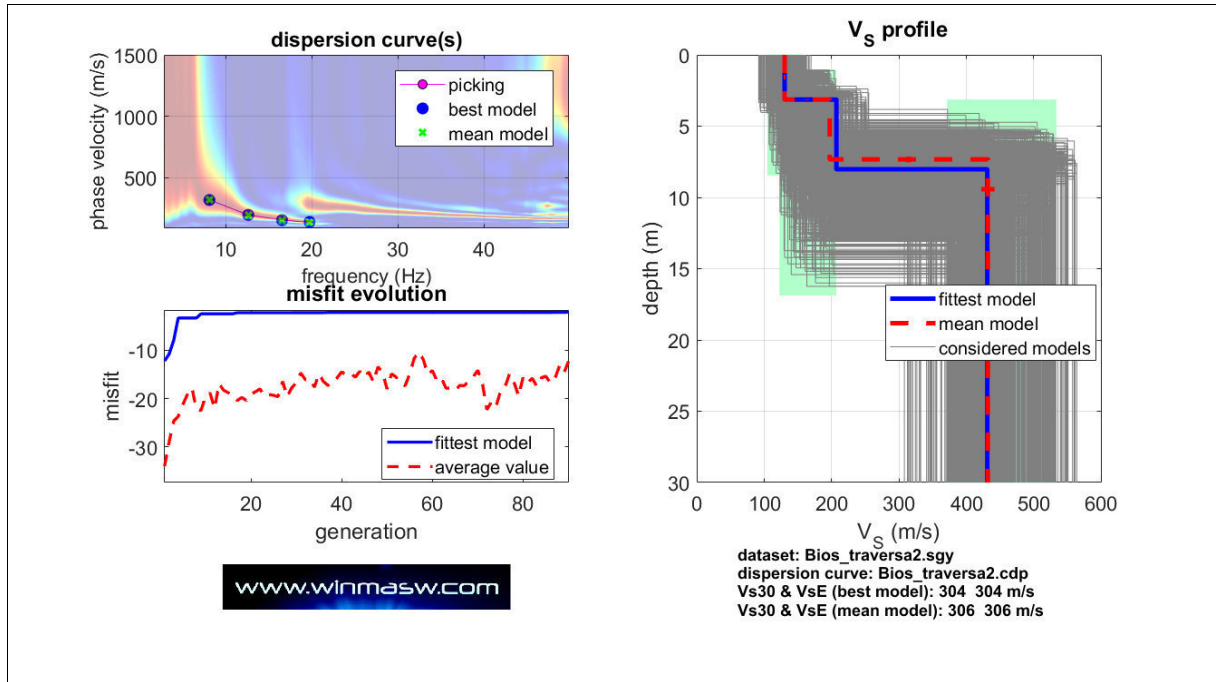 dispersion curve(s)
1500
1000
500
phase velocity (m/s)
picking
best model
mean model
10
20
30
40
frequency (Hz)
misfit evolution
-10
-20
-30
misfit
fittest model
average value
20
40
60
80
generation
www.winmasw.com
V_S profile
0
5
10
15
20
25
30
depth (m)
fittest model
mean model
considered models
0
100
200
300
400
500
600
V_S (m/s)
dataset: Bios_traversa2.sgy
dispersion curve: Bios_traversa2.cdp
Vs30 & VsE (best model): 304 304 m/s
Vs30 & VsE (mean model): 306 306 m/s